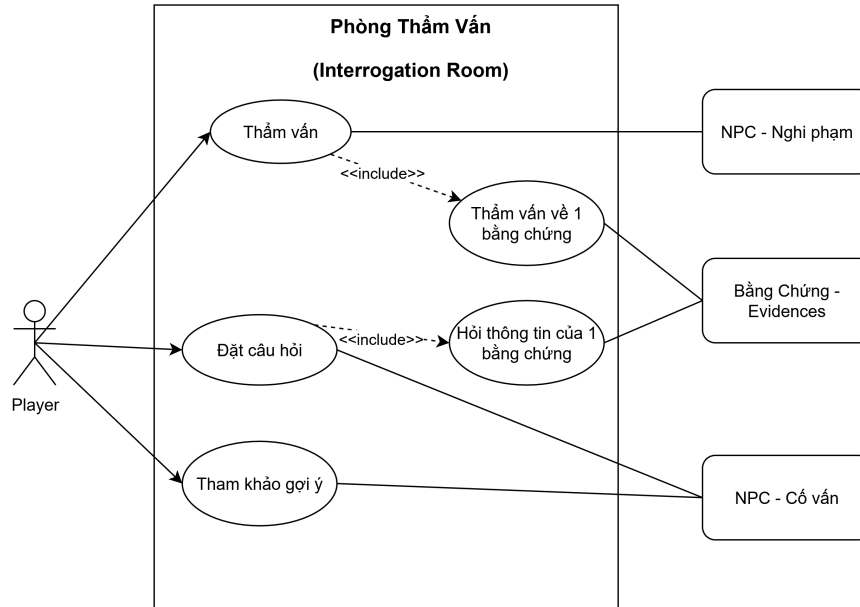 Phòng Thẩm Vấn
(Interrogation Room)
Thẩm vấn
NPC - Nghi phạm
<<include>>
Thẩm vấn về 1
bằng chứng
Bằng Chứng -
Evidences
Đặt câu hỏi
<<include>>
Hỏi thông tin của 1
bằng chứng
Player
Tham khảo gợi ý
NPC - Cố vấn